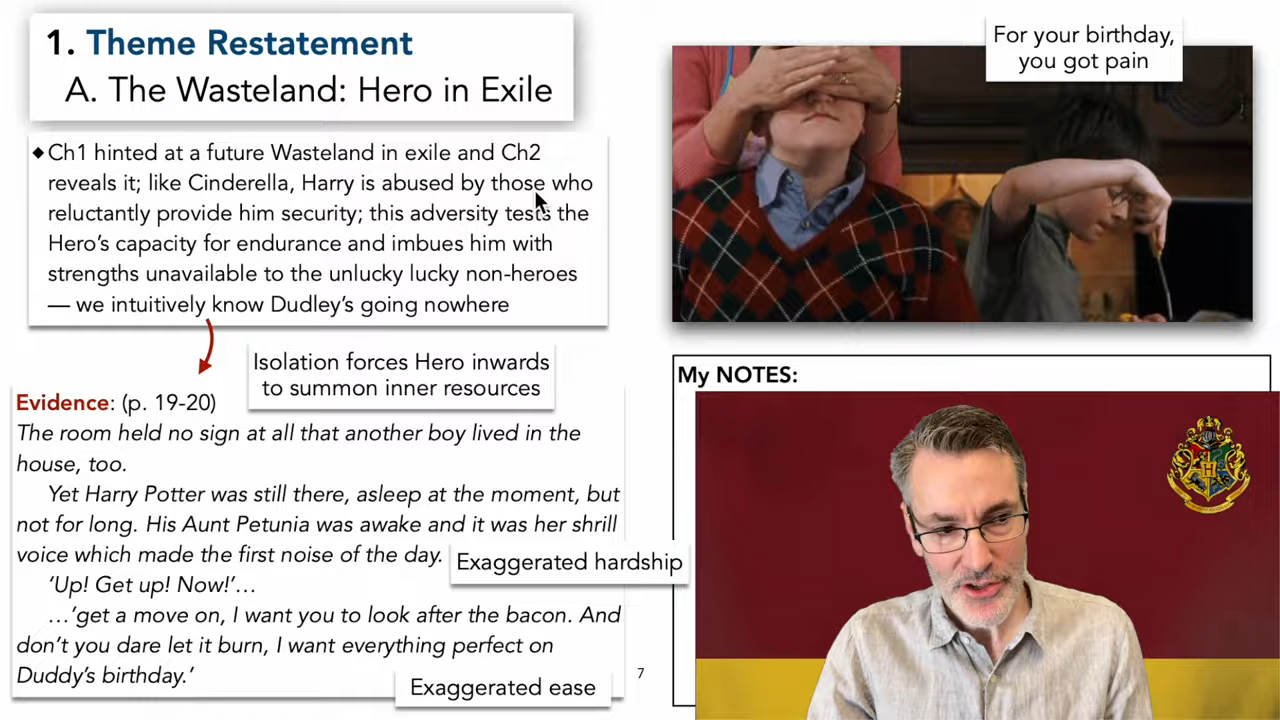 1. Theme Restatement
A. The Wasteland: Hero in Exile
◆Ch1 hinted at a future Wasteland in exile and Ch2
reveals it; like Cinderella, Harry is abused by those who
reluctantly provide him security; this adversity tests the
Hero's capacity for endurance and imbues him with
strengths unavailable to the unlucky lucky non-heroes
— we intuitively know Dudley's going nowhere
Isolation forces Hero inwards
to summon inner resources
Evidence: (p. 19-20)
The room held no sign at all that another boy lived in the
house, too.
Yet Harry Potter was still there, asleep at the moment, but
not for long. His Aunt Petunia was awake and it was her shrill
voice which made the first noise of the day.
Exaggerated hardship
'Up! Get up! Now!'...
...'get a move on, I want you to look after the bacon. And
don't you dare let it burn, I want everything perfect on
Duddy's birthday.'
Exaggerated ease
7
For your birthday,
you got pain
My NOTES:
H